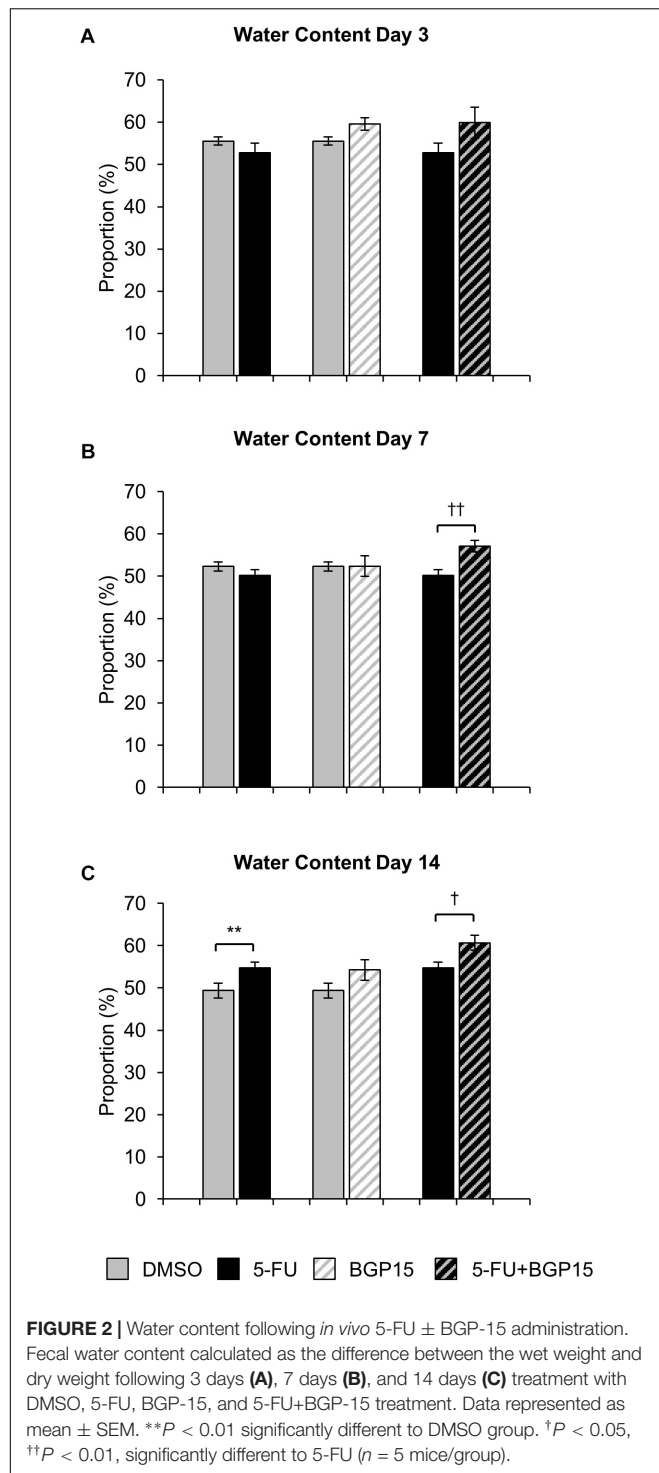 A
Water Content Day 3
Proportion (%)
70
60
50
40
30
20
10
0
B
Water Content Day 7
Proportion (%)
70
60
50
40
30
20
10
0
††
C
Water Content Day 14
Proportion (%)
70
60
50
40
30
20
10
0
**
†
DMSO 5-FU BGP15 5-FU+BGP15
FIGURE 2 | Water content following in vivo 5-FU ± BGP-15 administration.
Fecal water content calculated as the difference between the wet weight and
dry weight following 3 days (A), 7 days (B), and 14 days (C) treatment with
DMSO, 5-FU, BGP-15, and 5-FU+BGP-15 treatment. Data represented as
mean ± SEM. **P < 0.01 significantly different to DMSO group. †P < 0.05,
††P < 0.01, significantly different to 5-FU (n = 5 mice/group).